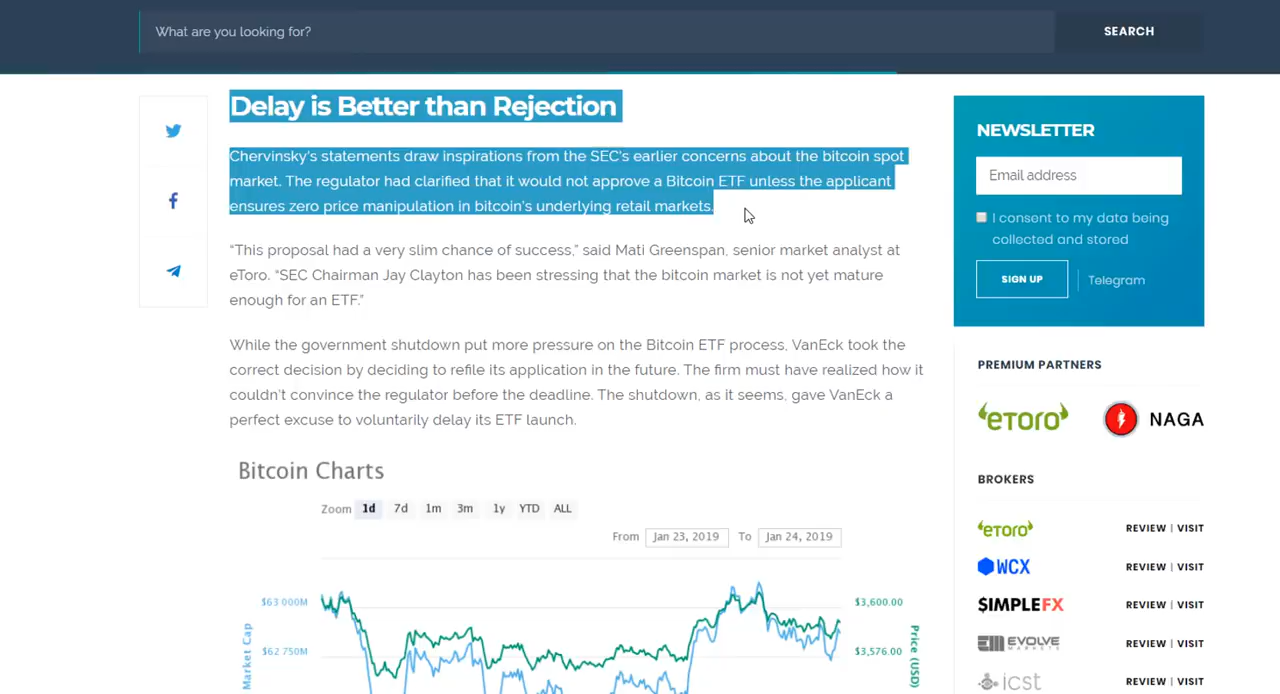 What are you looking for?
SEARCH
Delay is Better than Rejection
Chervinsky's statements draw inspirations from the SEC's earlier concerns about the bitcoin spot
market. The regulator had clarified that it would not approve a Bitcoin ETF unless the applicant
ensures zero price manipulation in bitcoin's underlying retail markets.
“This proposal had a very slim chance of success,” said Mati Greenspan, senior market analyst at
eToro. “SEC Chairman Jay Clayton has been stressing that the bitcoin market is not yet mature
enough for an ETF.”
While the government shutdown put more pressure on the Bitcoin ETF process, VanEck took the
correct decision by deciding to refile its application in the future. The firm must have realized how it
couldn't convince the regulator before the deadline. The shutdown, as it seems, gave VanEck a
perfect excuse to voluntarily delay its ETF launch.
Bitcoin Charts
Zoom 1d 7d 1m 3m 1y YTD ALL
From Jan 23, 2019 To Jan 24, 2019
$63 000M
$3,600.00
$62 750M
$3,576.00
Market Cap
Price (USD)
NEWSLETTER
Email address
I consent to my data being
collected and stored
SIGN UP
Telegram
PREMIUM PARTNERS
eToro
NAGA
BROKERS
eToro REVIEW | VISIT
WCX REVIEW | VISIT
SIMPLEFX REVIEW | VISIT
EVOLVE MARKETS REVIEW | VISIT
icst REVIEW | VISIT